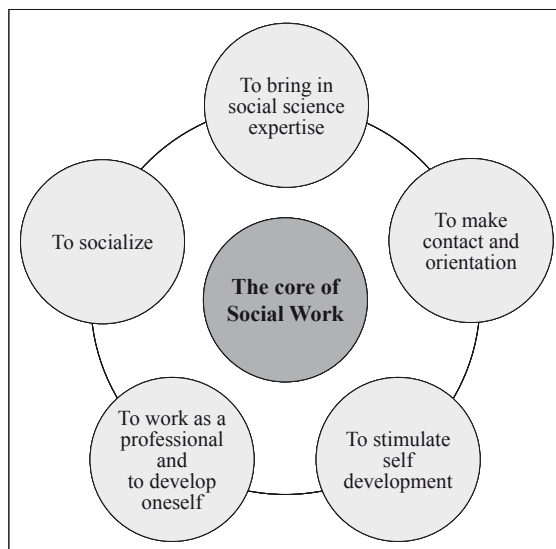 To bring in
social science
expertise
To make
contact and
orientation
To stimulate
self
development
To work as a
professional
and
to develop
oneself
To socialize
The core of
Social Work